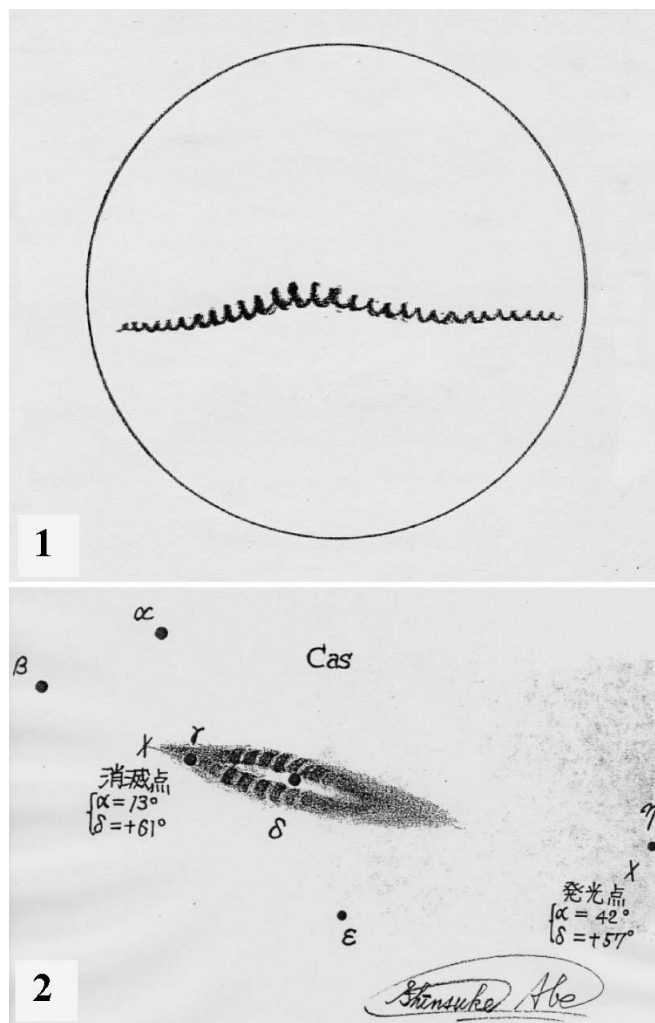 1
α
β
Cas
γ
消滅点
α=13°
δ=+61°
δ
η
発光点
α=42°
δ=+57°
ε
Shinsuke Abe
2